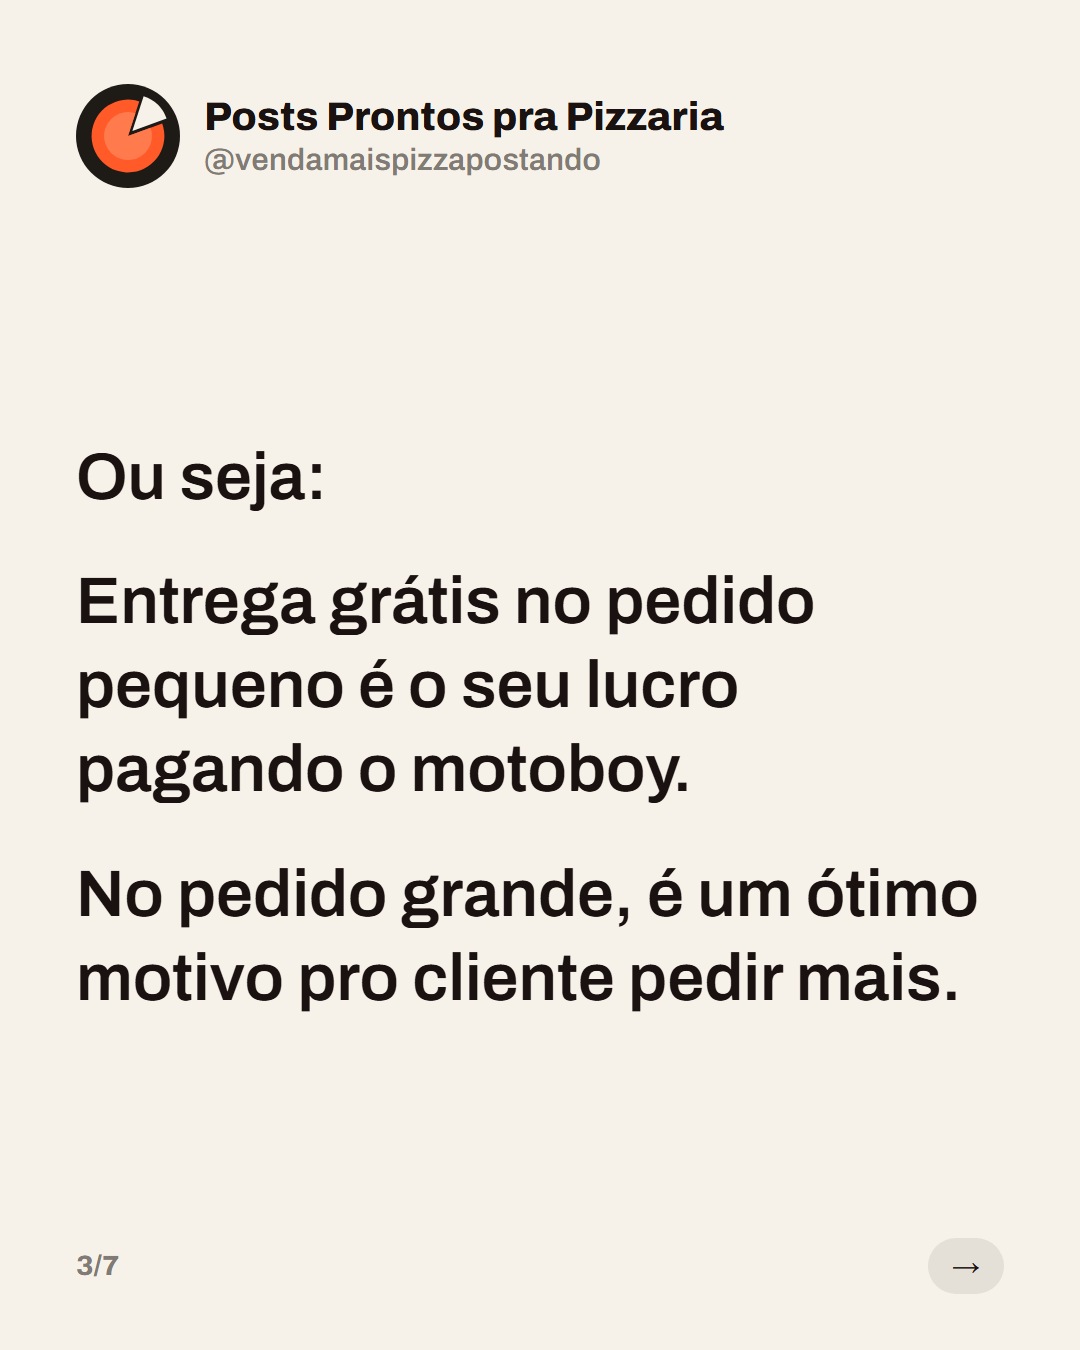 Posts Prontos pra Pizzaria
@vendamaispizzapostando
Ou seja:
Entrega grátis no pedido
pequeno é o seu lucro
pagando o motoboy.
No pedido grande, é um ótimo
motivo pro cliente pedir mais.
3/7
→